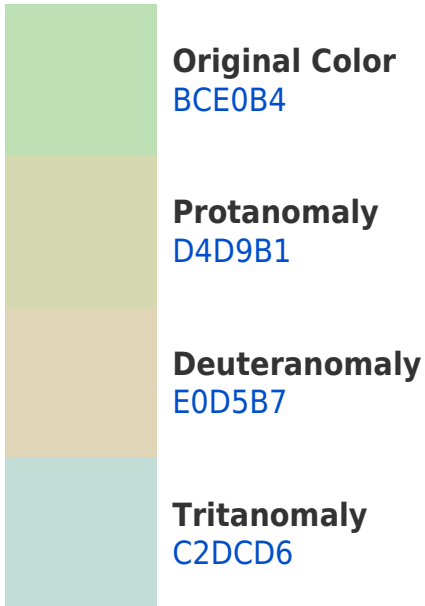 Original Color
BCE0B4
Protanomaly
D4D9B1
Deuteranomaly
E0D5B7
Tritanomaly
C2DCD6